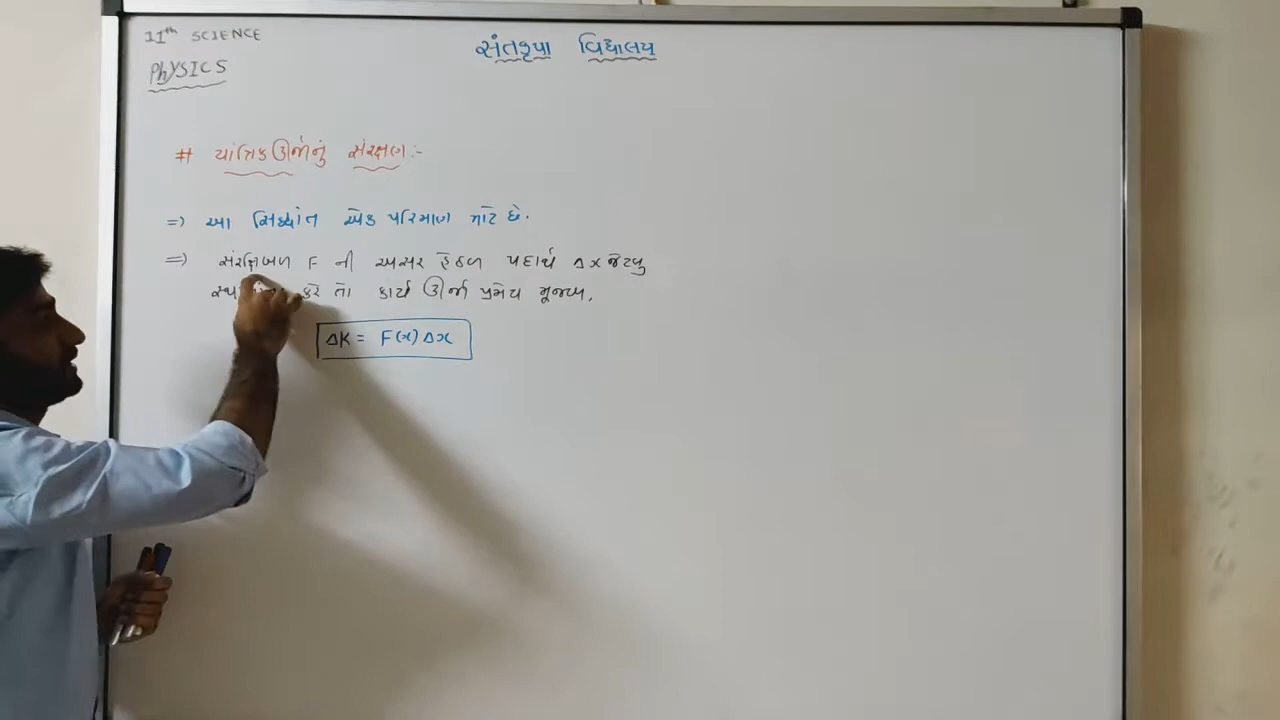 11th SCIENCE
PhYSICS
સંતકૃપા વિદ્યાલય
# યાંત્રિકઊર્જાનું સંરક્ષણ:-
⇒ આ સિધ્ધાંત એક પરિમાણ માટે છે.
⇒ સંરક્ષિબળ F ની અસર હેઠળ પદાર્થ Δx જેટલુ
કરે તો કાર્ય ઊર્જા પ્રમેય મૂજબ,
ΔK = F(x) Δx